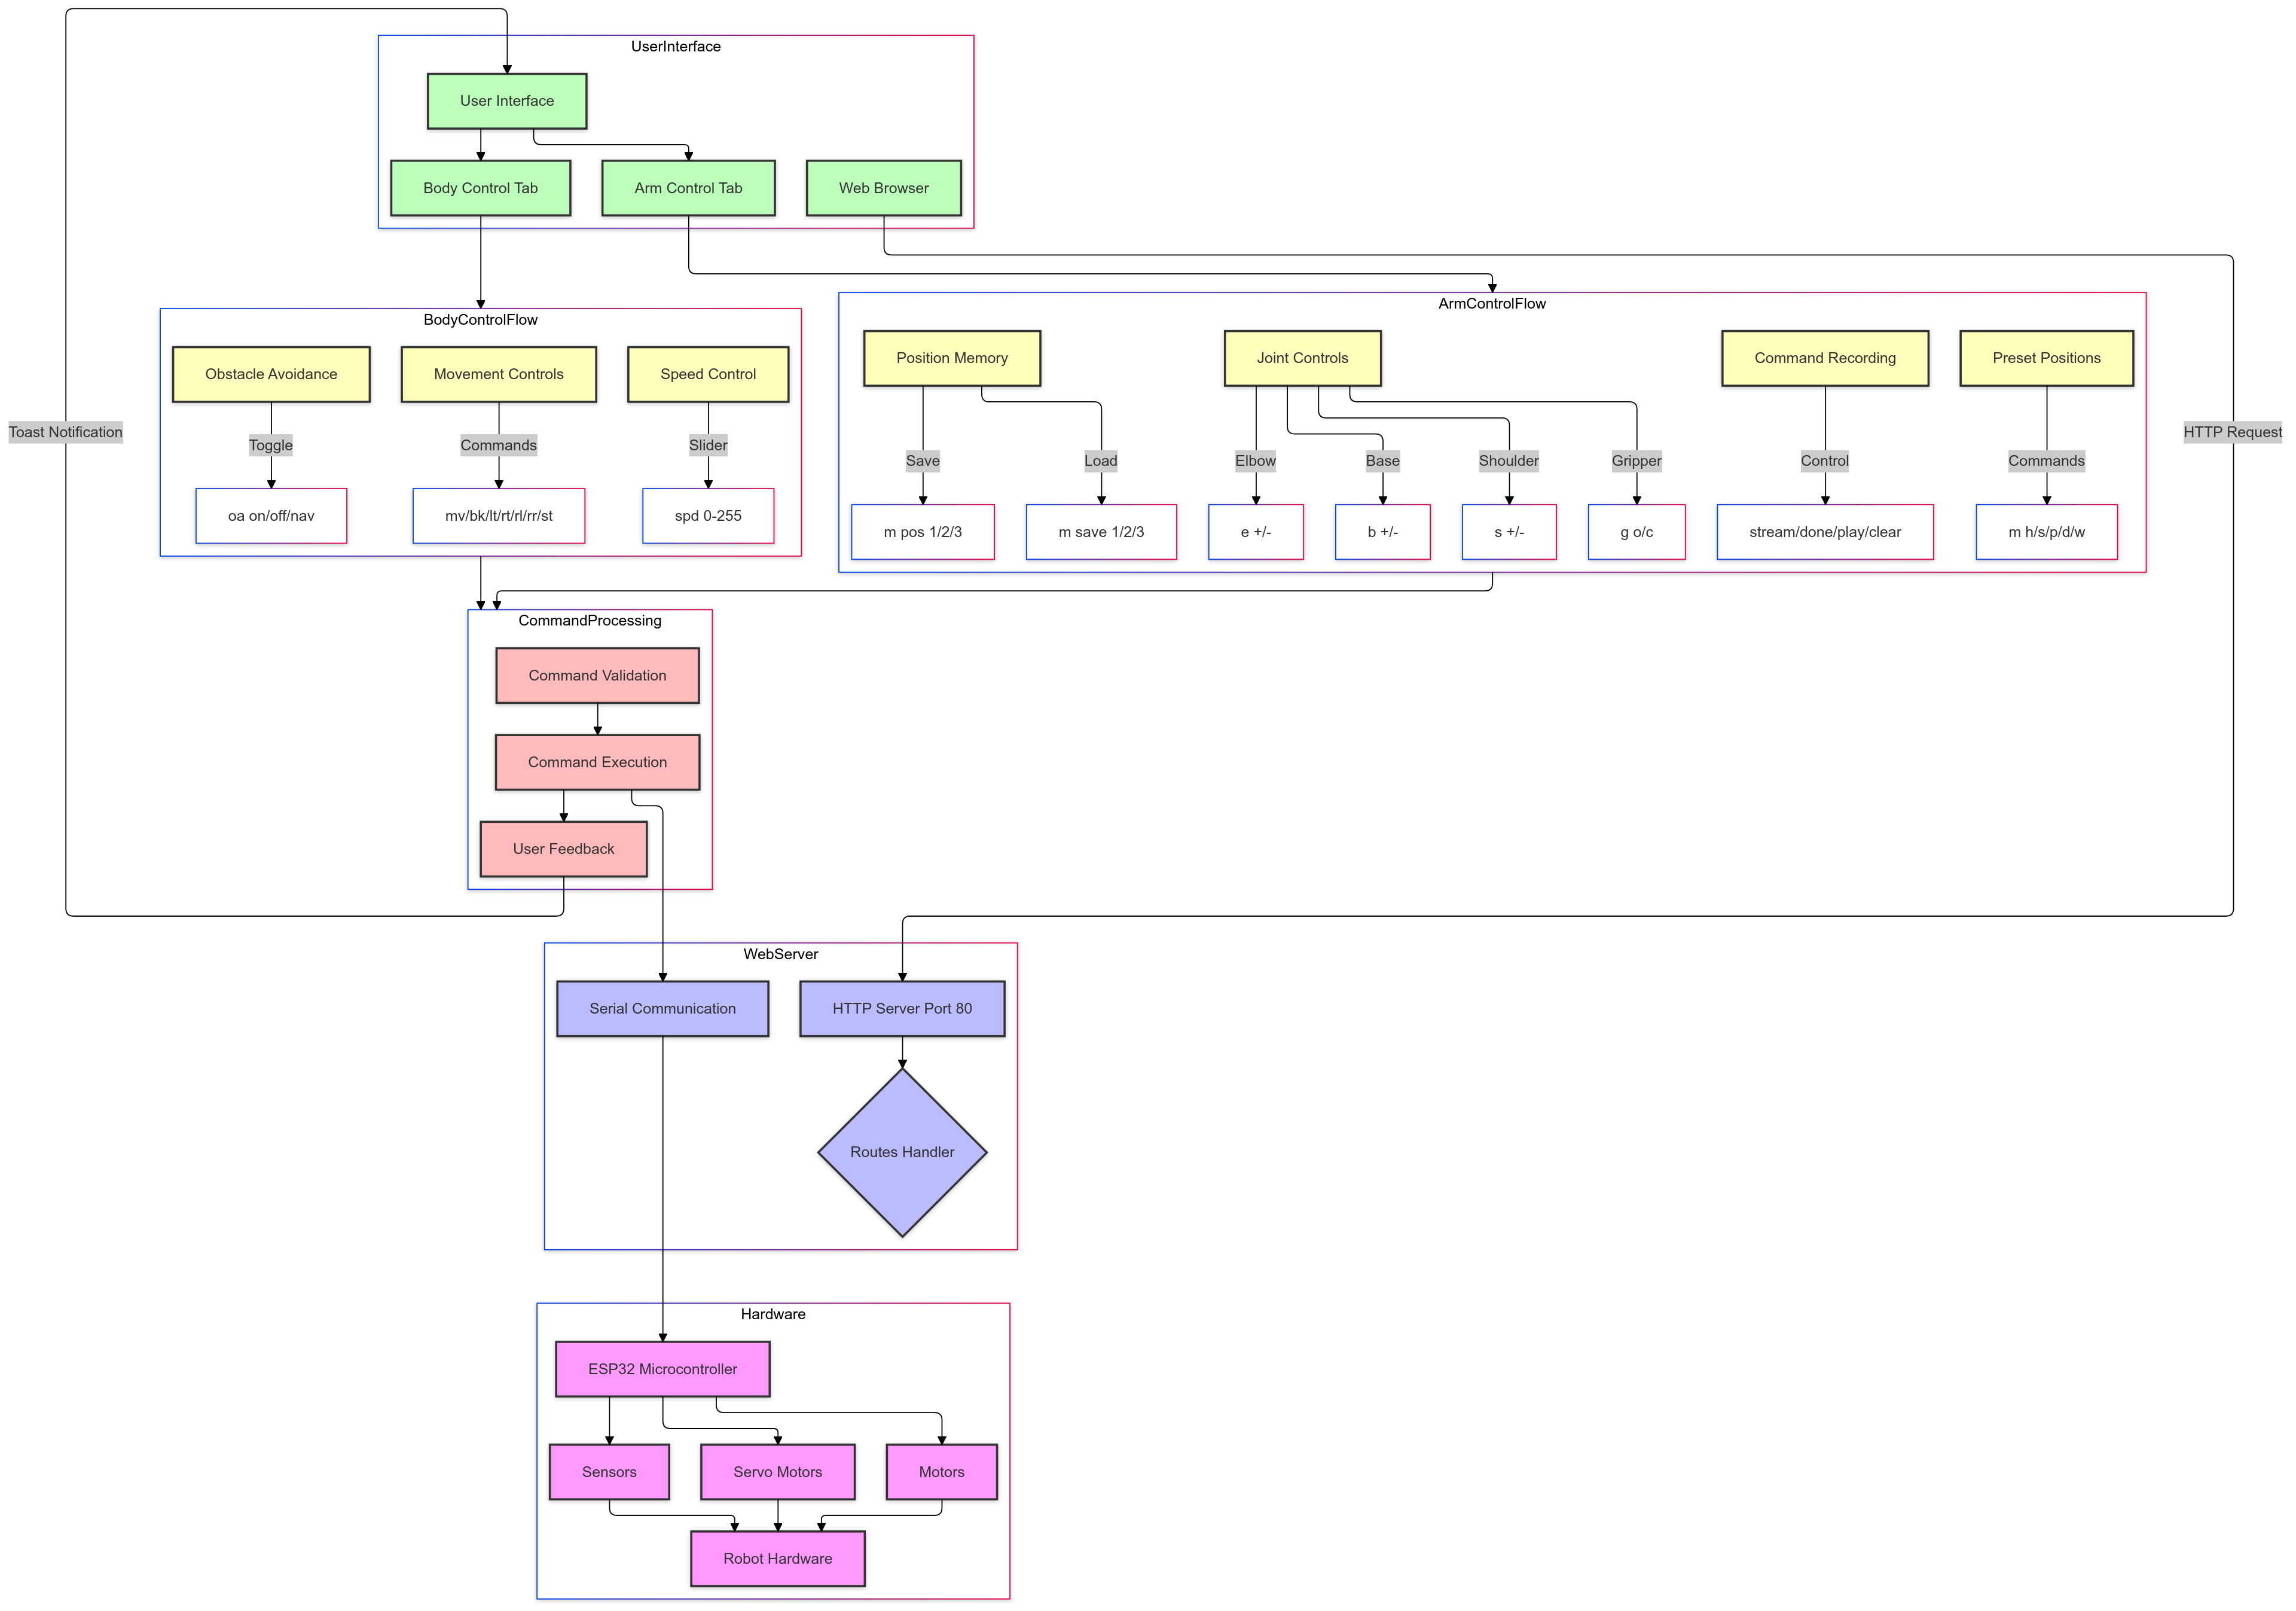 UserInterface
User Interface
Body Control Tab
Arm Control Tab
Web Browser
Toast Notification
HTTP Request
BodyControlFlow
Obstacle Avoidance
Movement Controls
Speed Control
Toggle
Commands
Slider
oa on/off/nav
mv/bk/lt/rt/rl/rr/st
spd 0-255
ArmControlFlow
Position Memory
Joint Controls
Command Recording
Preset Positions
Save
Load
Elbow
Base
Shoulder
Gripper
Control
Commands
m pos 1/2/3
m save 1/2/3
e +/-
b +/-
s +/-
g o/c
stream/done/play/clear
m h/s/p/d/w
CommandProcessing
Command Validation
Command Execution
User Feedback
WebServer
Serial Communication
HTTP Server Port 80
Routes Handler
Hardware
ESP32 Microcontroller
Sensors
Servo Motors
Motors
Robot Hardware